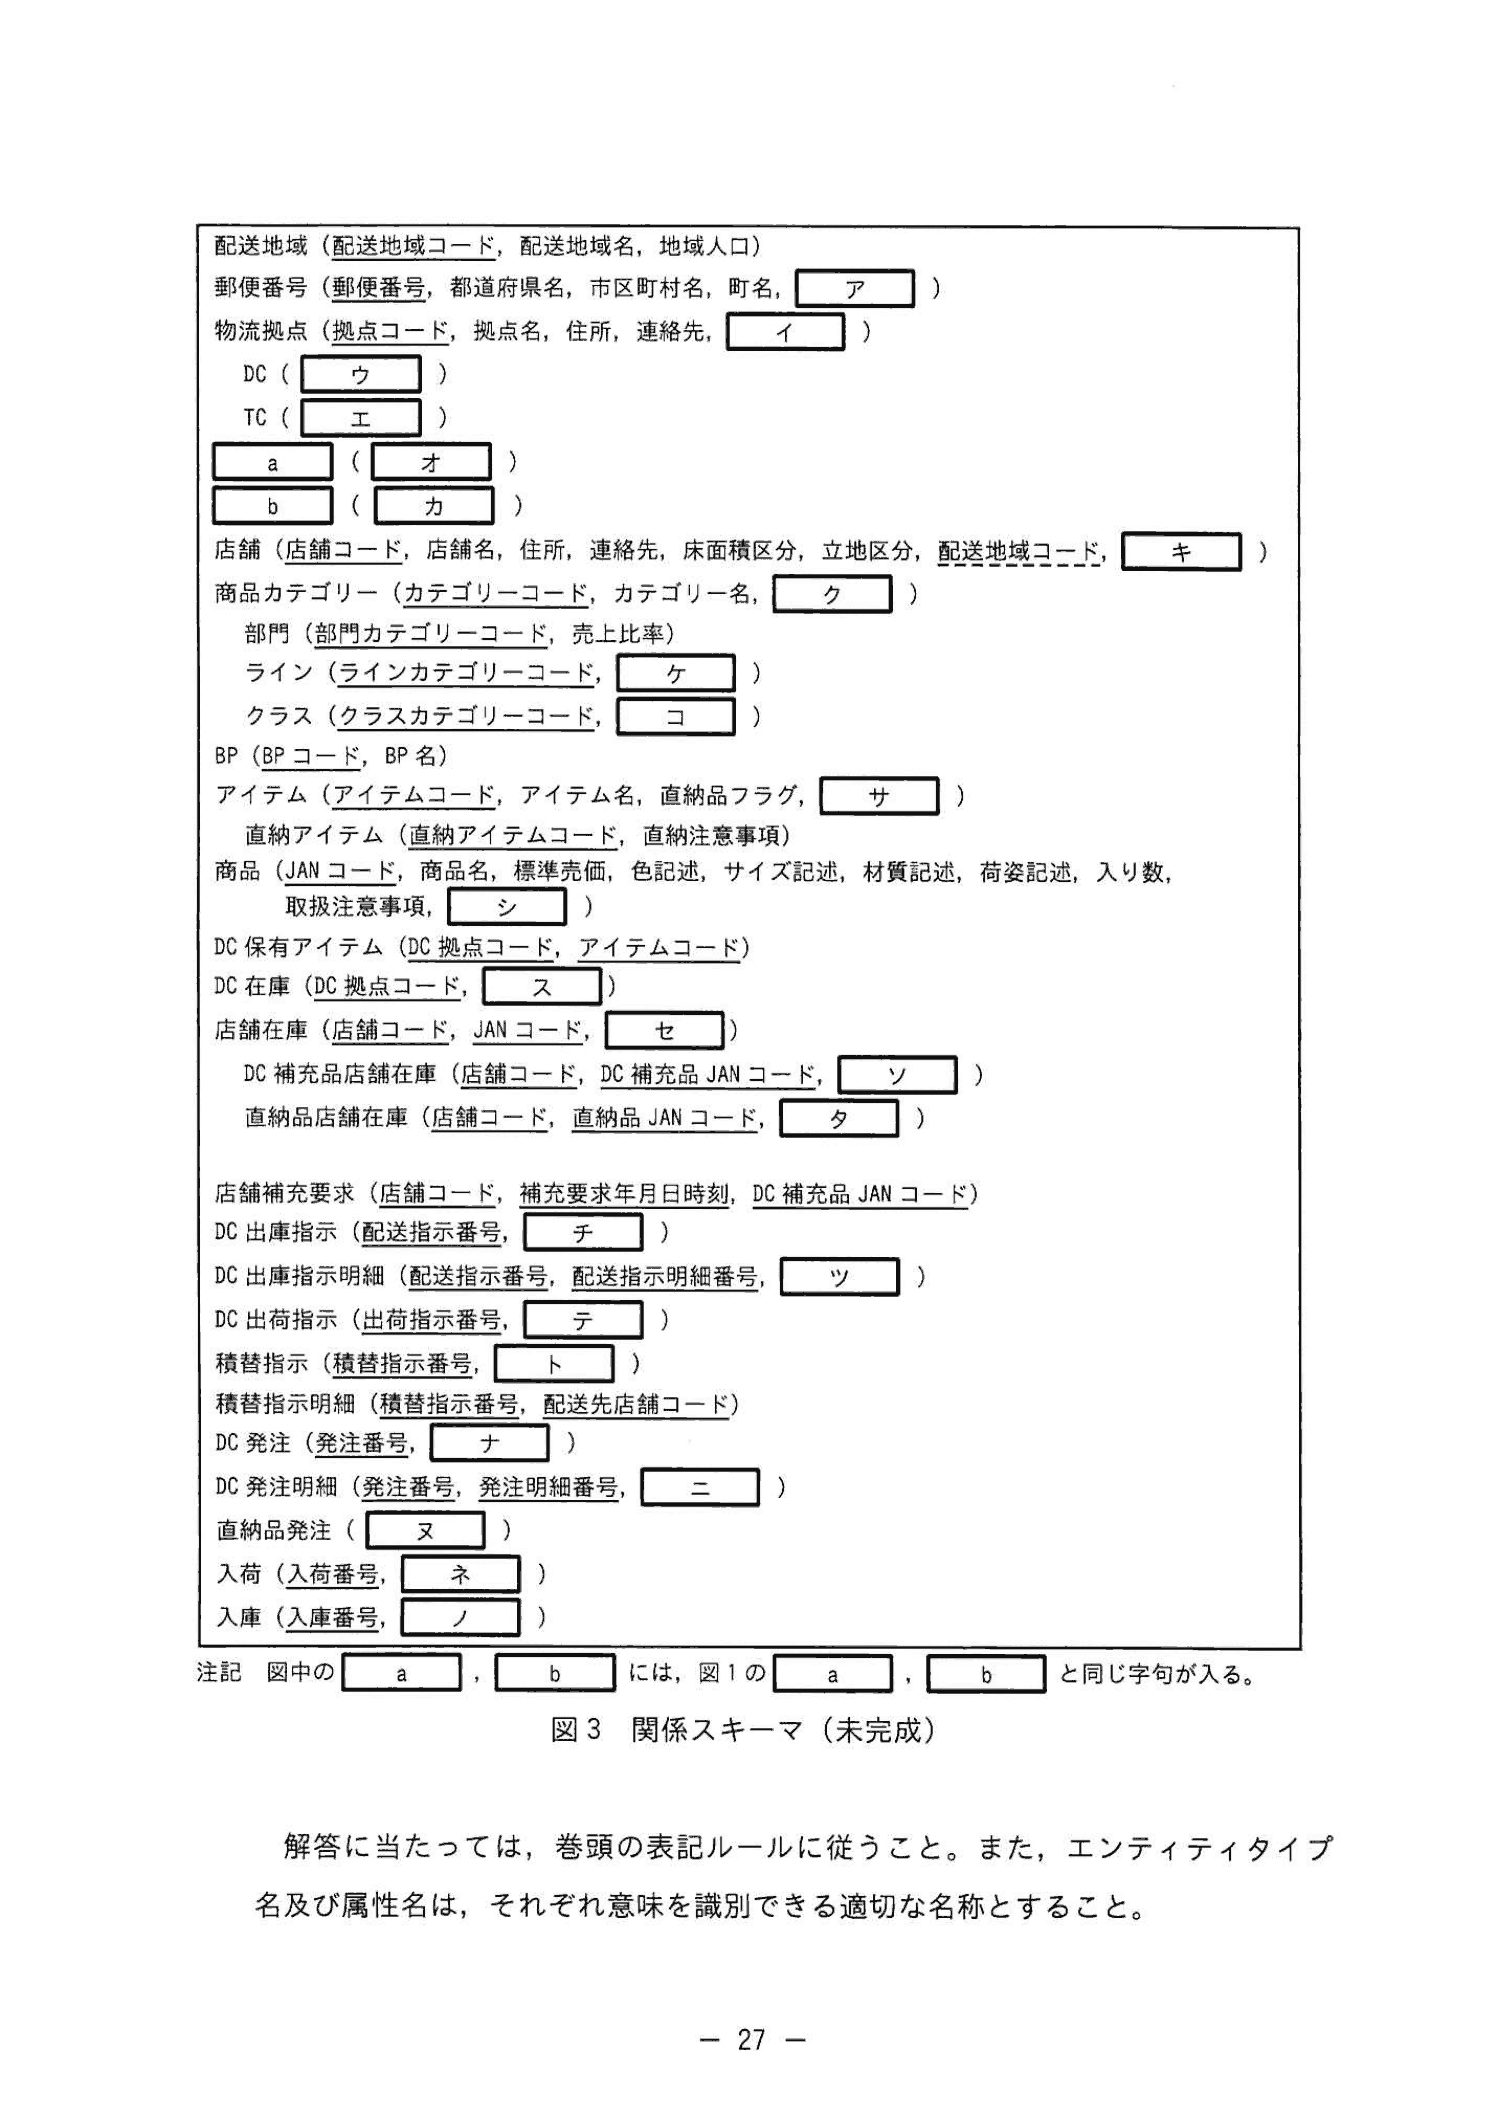 配送地域（配送地域コード，配送地域名，地域人口）
郵便番号（郵便番号，都道府県名，市区町村名，町名， ア ）
物流拠点（拠点コード，拠点名，住所，連絡先， イ ）
DC（ ウ ）
TC（ エ ）
a （ オ ）
b （ カ ）
店舗（店舗コード，店舗名，住所，連絡先，床面積区分，立地区分，配送地域コード， キ ）
商品カテゴリー（カテゴリーコード，カテゴリー名， ク ）
部門（部門カテゴリーコード，売上比率）
ライン（ラインカテゴリーコード， ケ ）
クラス（クラスカテゴリーコード， コ ）
BP（BPコード，BP名）
アイテム（アイテムコード，アイテム名，直納品フラグ， サ ）
直納アイテム（直納アイテムコード，直納注意事項）
商品（JANコード，商品名，標準売価，色記述，サイズ記述，材質記述，荷姿記述，入り数，
取扱注意事項， シ ）
DC保有アイテム（DC拠点コード，アイテムコード）
DC在庫（DC拠点コード， ス ）
店舗在庫（店舗コード，JANコード， セ ）
DC補充品店舗在庫（店舗コード，DC補充品JANコード， ソ ）
直納品店舗在庫（店舗コード，直納品JANコード， タ ）
店舗補充要求（店舗コード，補充要求年月日時刻，DC補充品JANコード）
DC出庫指示（配送指示番号， チ ）
DC出庫指示明細（配送指示番号，配送指示明細番号， ツ ）
DC出荷指示（出荷指示番号， テ ）
積替指示（積替指示番号， ト ）
積替指示明細（積替指示番号，配送先店舗コード）
DC発注（発注番号， ナ ）
DC発注明細（発注番号，発注明細番号， ニ ）
直納品発注（ ヌ ）
入荷（入荷番号， ネ ）
入庫（入庫番号， ノ ）
注記　図中の a ， b には，図1の a ， b と同じ字句が入る。
図3　関係スキーマ（未完成）
解答に当たっては，巻頭の表記ルールに従うこと。また，エンティティタイプ
名及び属性名は，それぞれ意味を識別できる適切な名称とすること。
－ 27 －